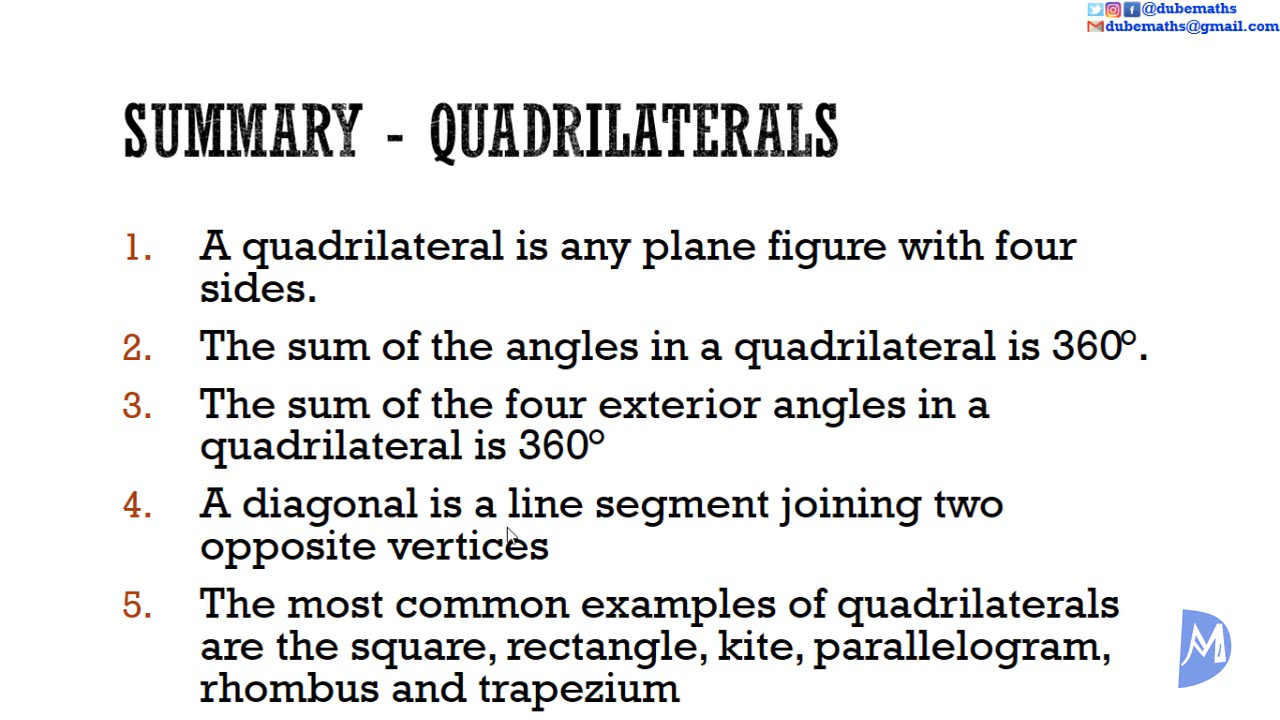 @dubemaths
dubemaths@gmail.com
SUMMARY - QUADRILATERALS
1. A quadrilateral is any plane figure with four
sides.
2. The sum of the angles in a quadrilateral is 360°.
3. The sum of the four exterior angles in a
quadrilateral is 360°
4. A diagonal is a line segment joining two
opposite vertices
5. The most common examples of quadrilaterals
are the square, rectangle, kite, parallelogram,
rhombus and trapezium
DM